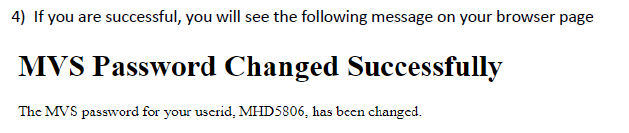 4) If you are successful, you will see the following message on your browser page
MVS Password Changed Successfully
The MVS password for your userid, MHD5806, has been changed.